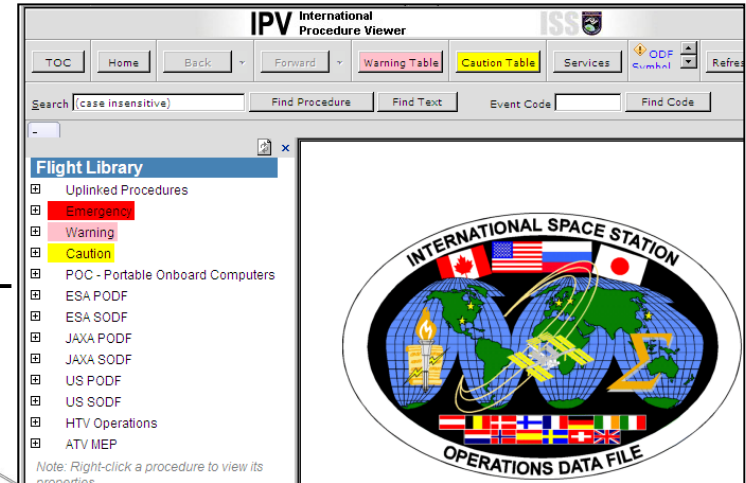 IPV International Procedure Viewer ISS
TOC Home Back Forward Warning Table Caution Table Services ODF Symbol
Search (case insensitive) Find Procedure Find Text Event Code Find Code
-
Flight Library
Uplinked Procedures
Emergency
Warning
Caution
POC - Portable Onboard Computers
ESA PODF
ESA SODF
JAXA PODF
JAXA SODF
US PODF
US SODF
HTV Operations
ATV MEP
Note: Right-click a procedure to view its
properties
INTERNATIONAL SPACE STATION
OPERATIONS DATA FILE